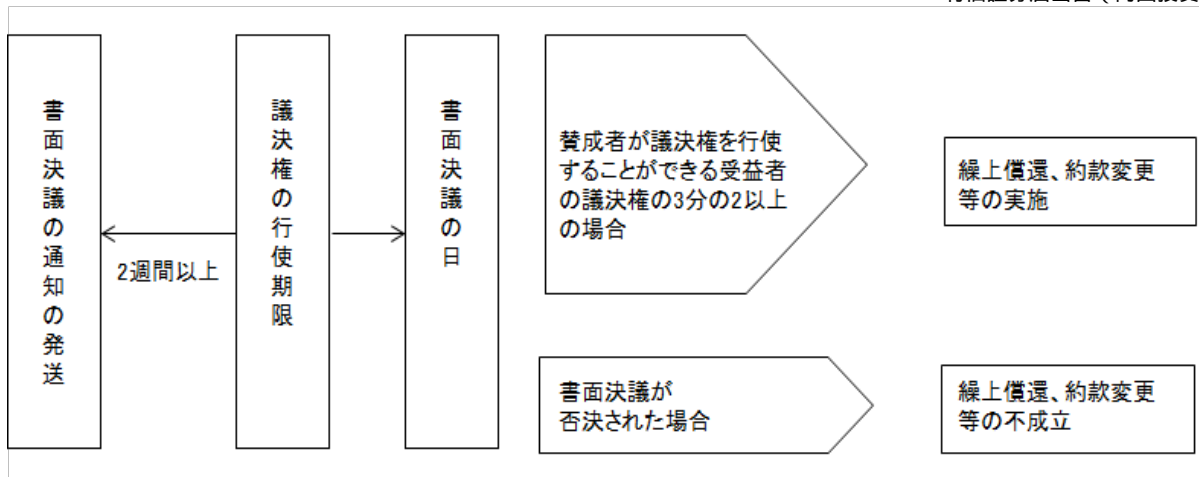 書面決議の通知の発送
2週間以上
議決権の行使期限
書面決議の日
賛成者が議決権を行使
することができる受益者
の議決権の3分の2以上
の場合
繰上償還、約款変更
等の実施
書面決議が
否決された場合
繰上償還、約款変更
等の不成立